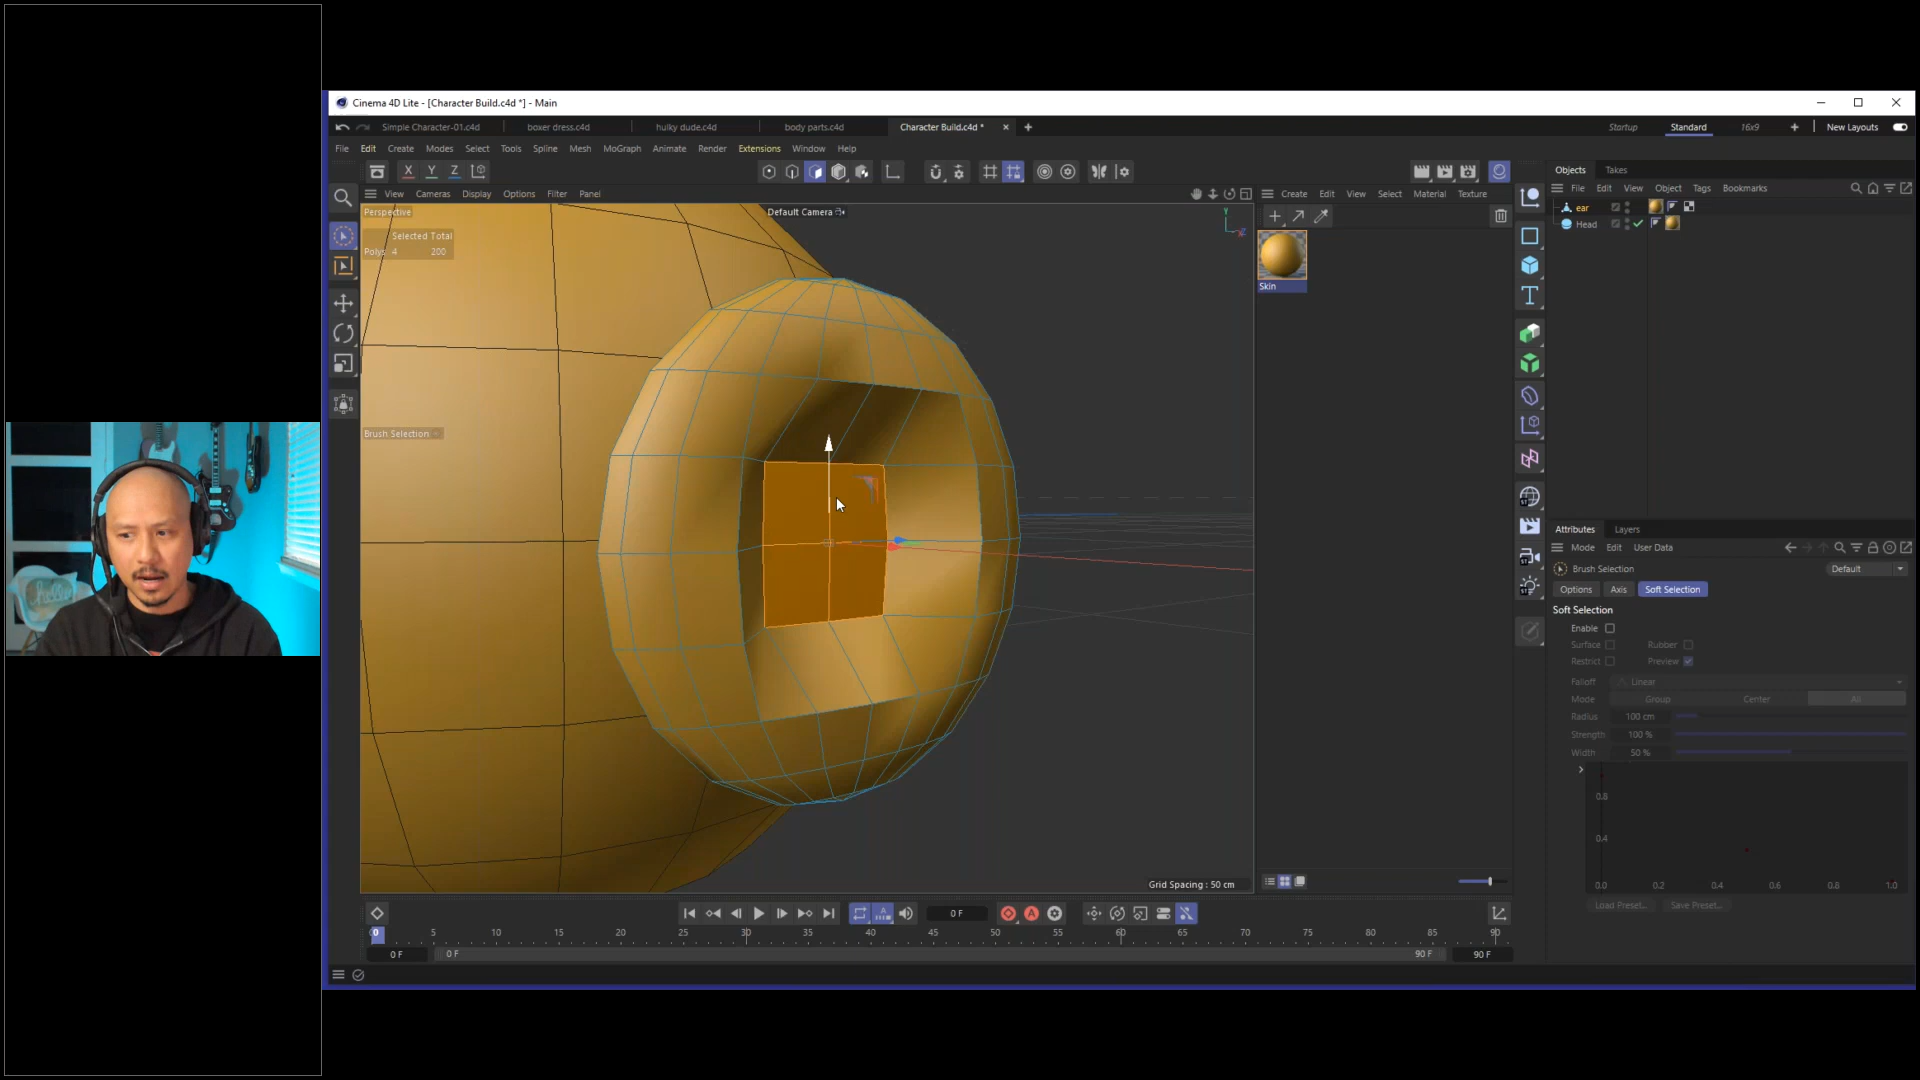 Cinema 4D Lite - [Character Build.c4d *] - Main
Simple Character-01.c4d boxer dress.c4d hulky dude.c4d body parts.c4d Character Build.c4d * Startup Standard 16x9 New Layouts
File Edit Create Modes Select Tools Spline Mesh MoGraph Animate Render Extensions Window Help
X Y Z
View Cameras Display Options Filter Panel
Perspective
Default Camera
Y
Selected Total
Polys 4 200
Brush Selection
Grid Spacing : 50 cm
Create Edit View Select Material Texture
Skin
Objects Takes
File Edit View Object Tags Bookmarks
ear
Head
Attributes Layers
Mode Edit User Data
Brush Selection Default
Options Axis Soft Selection
Soft Selection
Enable
Surface Rubber
Restrict Preview
Falloff Linear
Mode Group Center All
Radius 100 cm
Strength 100 %
Width 50 %
0.8
0.4
0.0 0.2 0.4 0.6 0.8 1.0
Load Preset... Save Preset...
0 F
0 5 10 15 20 25 30 35 40 45 50 55 60 65 70 75 80 85 90
0 F 0 F 90 F 90 F
hello